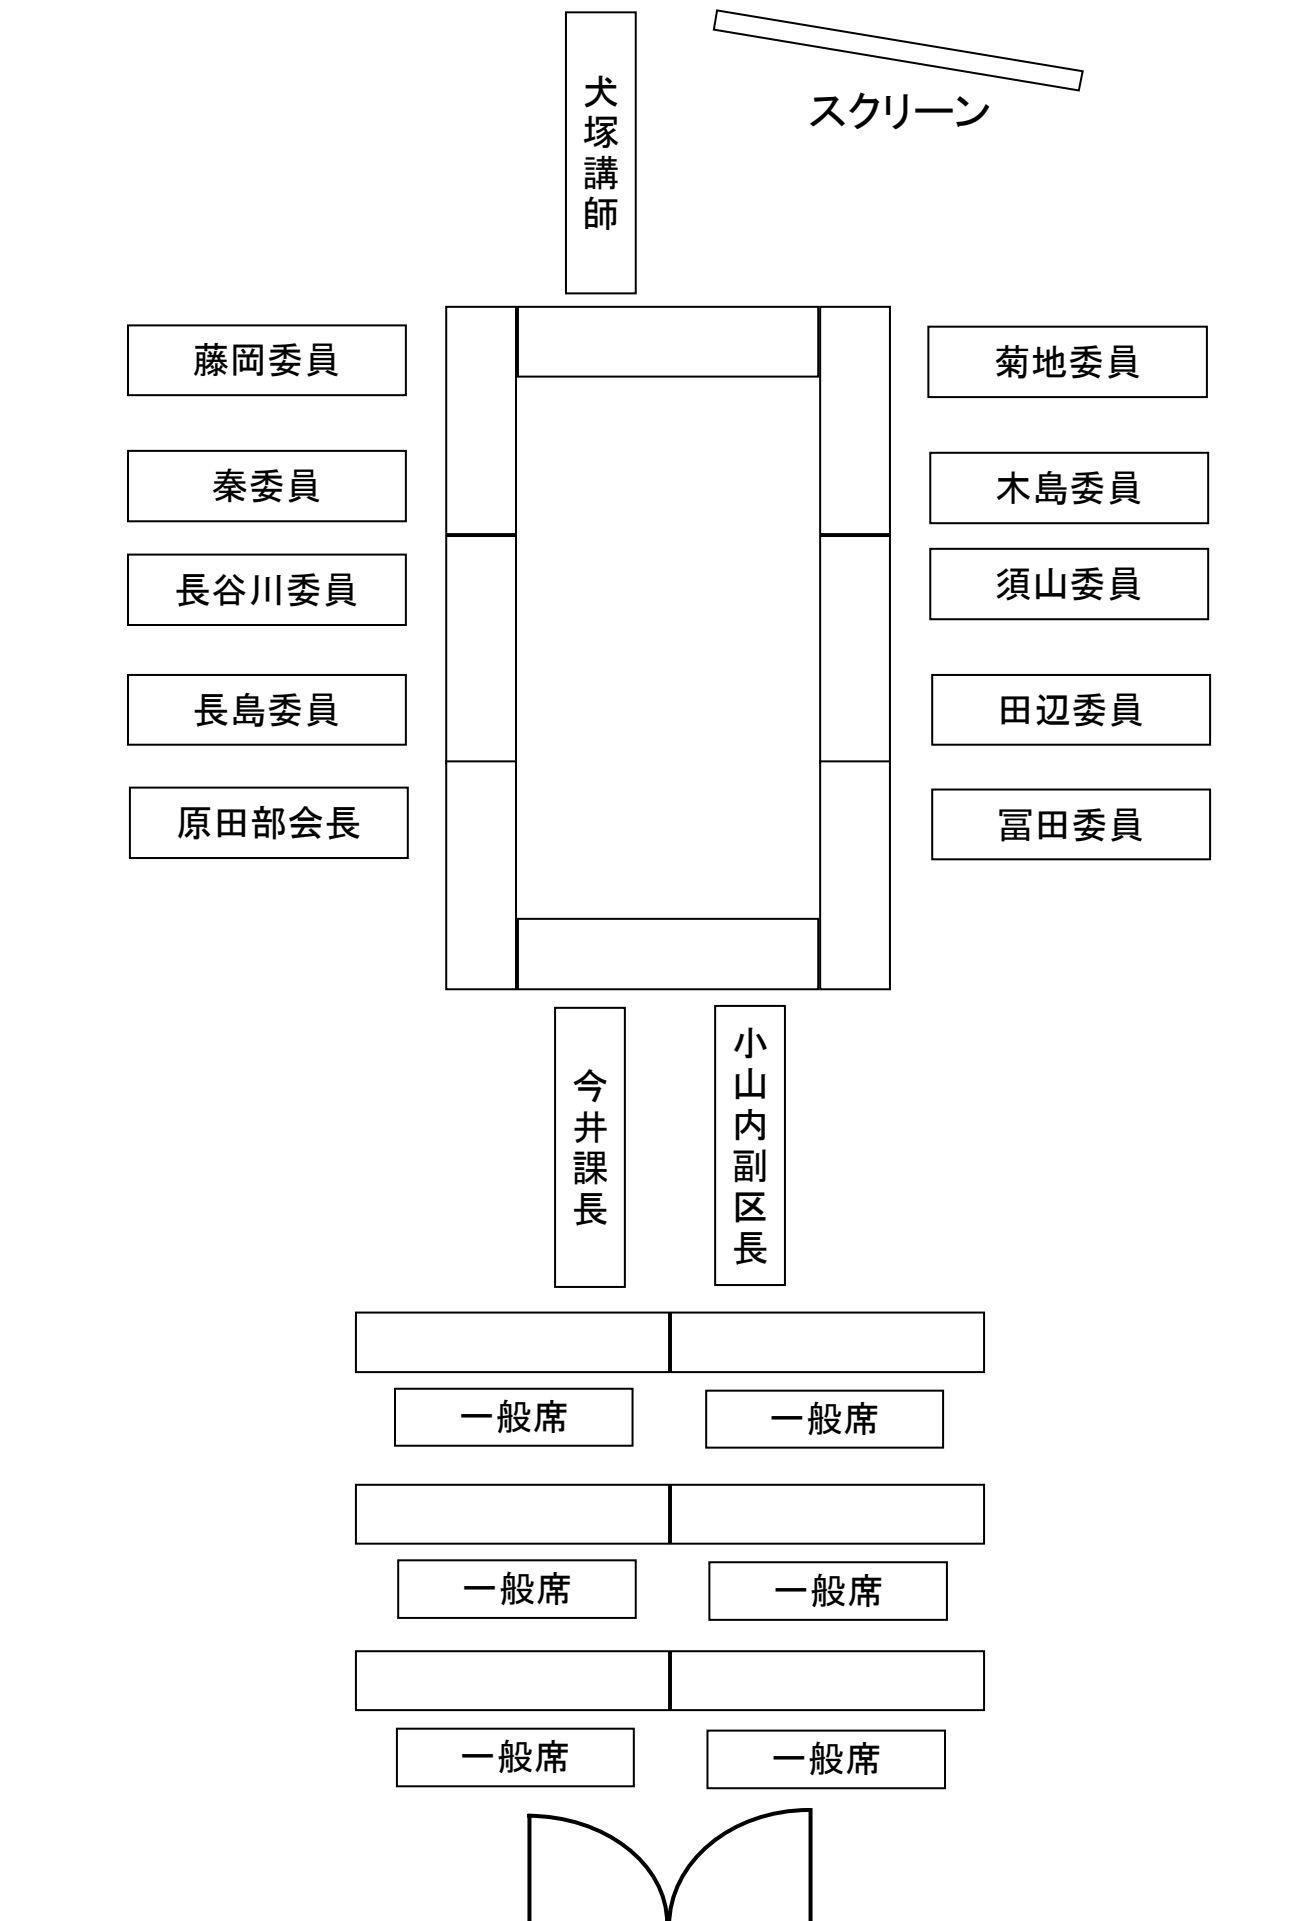 犬塚講師
スクリーン
藤岡委員
菊地委員
秦委員
木島委員
長谷川委員
須山委員
長島委員
田辺委員
原田部会長
冨田委員
今井課長
小山内副区長
一般席
一般席
一般席
一般席
一般席
一般席